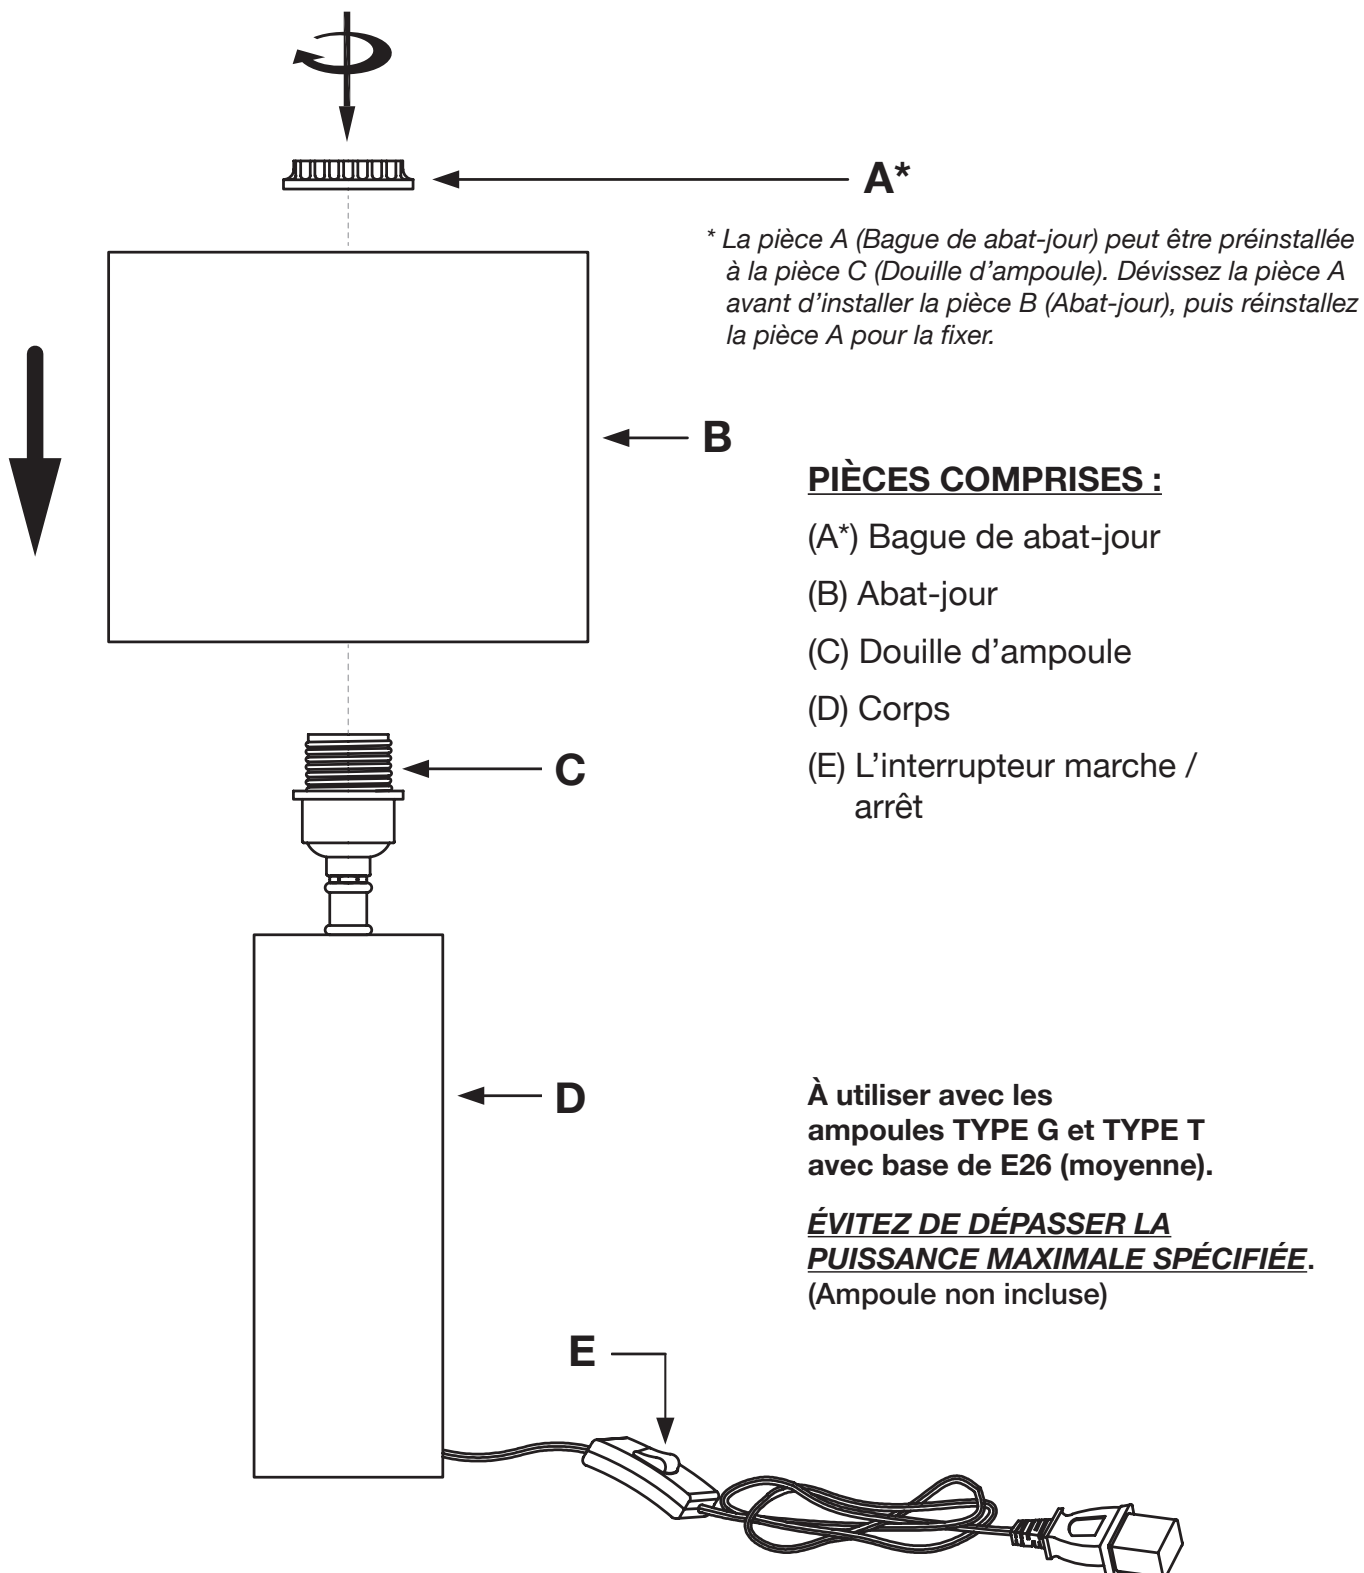 A*
* La pièce A (Bague de abat-jour) peut être préinstallée
à la pièce C (Douille d'ampoule). Dévissez la pièce A
avant d'installer la pièce B (Abat-jour), puis réinstallez
la pièce A pour la fixer.
B
PIÈCES COMPRISES :
(A*) Bague de abat-jour
(B) Abat-jour
(C) Douille d'ampoule
(D) Corps
(E) L'interrupteur marche /
arrêt
C
D
À utiliser avec les
ampoules TYPE G et TYPE T
avec base de E26 (moyenne).
ÉVITEZ DE DÉPASSER LA
PUISSANCE MAXIMALE SPÉCIFIÉE.
(Ampoule non incluse)
E